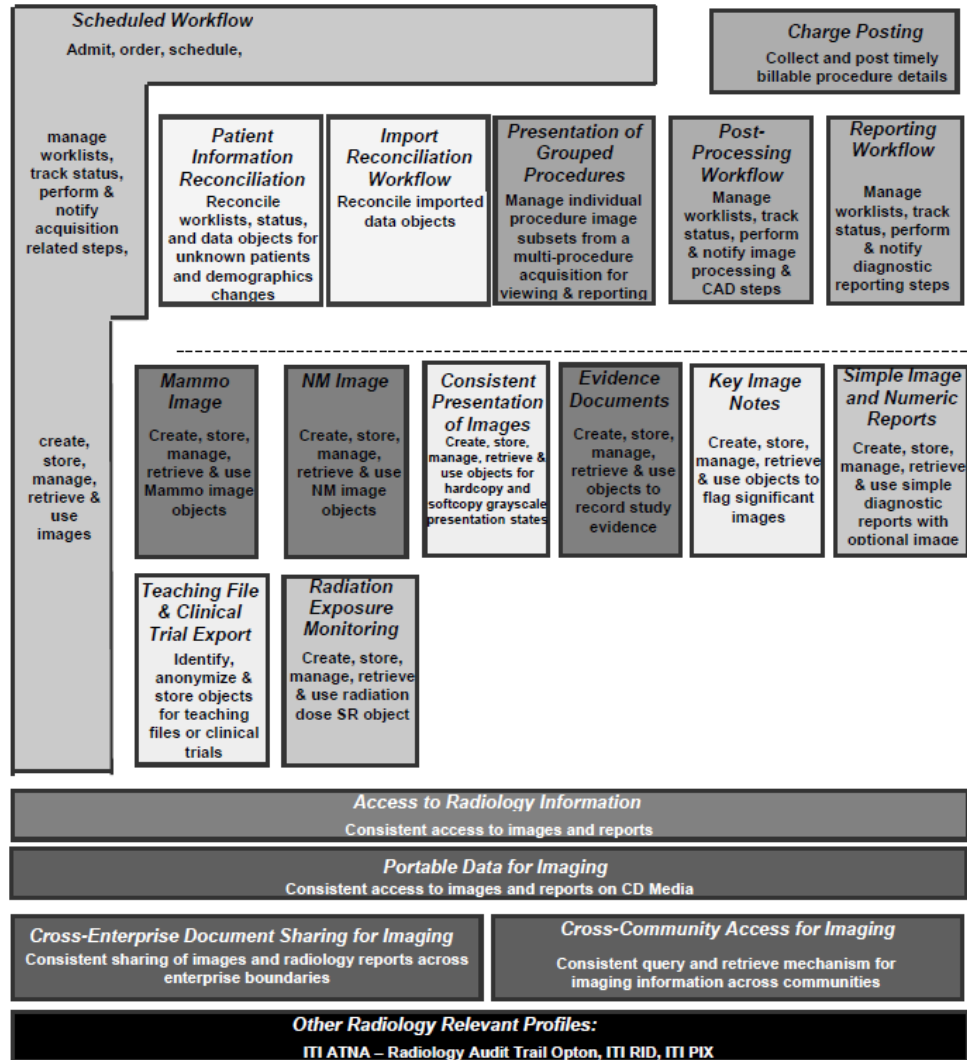 Scheduled Workflow
Admit, order, schedule,
Charge Posting
Collect and post timely
billable procedure details
manage
worklists,
track status,
perform &
notify
acquisition
related steps,
Patient
Information
Reconciliation
Reconcile
worklists, status,
and data objects for
unknown patients
and demographics
changes
Import
Reconciliation
Workflow
Reconcile imported
data objects
Presentation of
Grouped
Procedures
Manage individual
procedure image
subsets from a
multi-procedure
acquisition for
viewing & reporting
Post-
Processing
Workflow
Manage
worklists, track
status, perform
& notify image
processing &
CAD steps
Reporting
Workflow
Manage
worklists, track
status, perform
& notify
diagnostic
reporting steps
create,
store,
manage,
retrieve &
use
images
Mammo
Image
Create, store,
manage,
retrieve & use
Mammo image
objects
NM Image
Create, store,
manage,
retrieve & use
NM image
objects
Consistent
Presentation
of Images
Create, store,
manage, retrieve &
use objects for
hardcopy and
softcopy grayscale
presentation states
Evidence
Documents
Create, store,
manage,
retrieve & use
objects to
record study
evidence
Key Image
Notes
Create, store,
manage, retrieve
& use objects to
flag significant
images
Simple Image
and Numeric
Reports
Create, store,
manage, retrieve
& use simple
diagnostic
reports with
optional image
Teaching File
& Clinical
Trial Export
Identify,
anonymize &
store objects
for teaching
files or clinical
trials
Radiation
Exposure
Monitoring
Create, store,
manage, retrieve
& use radiation
dose SR object
Access to Radiology Information
Consistent access to images and reports
Portable Data for Imaging
Consistent access to images and reports on CD Media
Cross-Enterprise Document Sharing for Imaging
Consistent sharing of images and radiology reports across
enterprise boundaries
Cross-Community Access for Imaging
Consistent query and retrieve mechanism for
imaging information across communities
Other Radiology Relevant Profiles:
ITI ATNA – Radiology Audit Trail Opton, ITI RID, ITI PIX